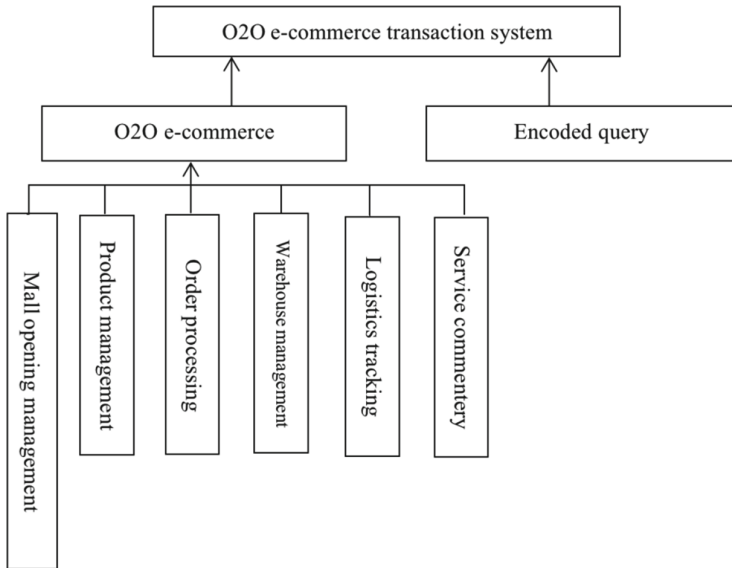 O2O e-commerce transaction system
O2O e-commerce
Encoded query
Mall opening management
Product management
Order processing
Warehouse management
Logistics tracking
Service commentery